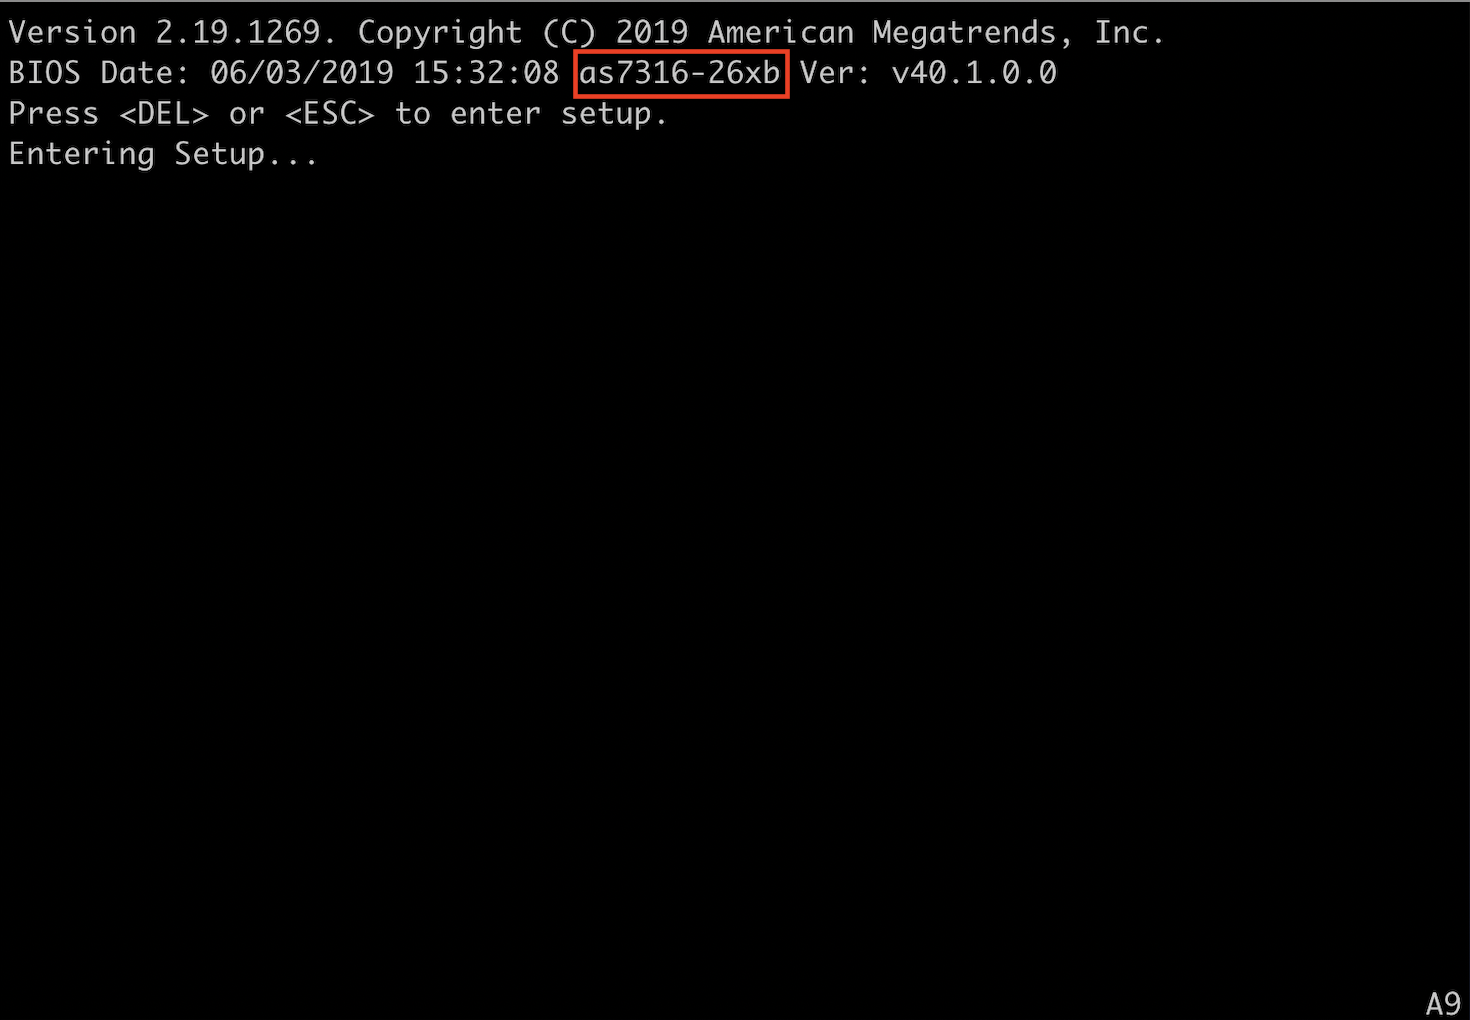 Version 2.19.1269. Copyright (C) 2019 American Megatrends, Inc.
BIOS Date: 06/03/2019 15:32:08 as7316-26xb Ver: v40.1.0.0
Press <DEL> or <ESC> to enter setup.
Entering Setup...
A9